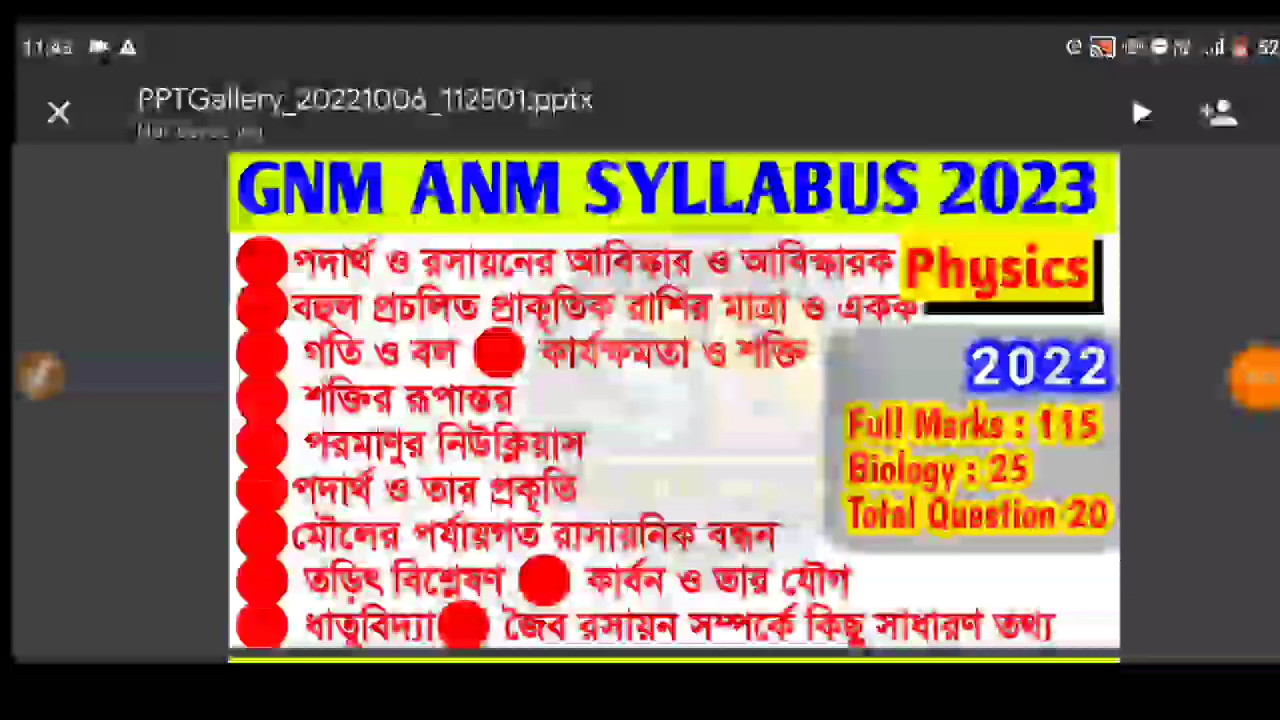 11:45
PPTGallery_20221006_112501.pptx
GNM ANM SYLLABUS 2023
পদার্থ ও রসায়নের আবিষ্কার ও আবিষ্কারক
Physics
বহুল প্রচলিত প্রাকৃতিক রাশির মাত্রা ও একক
গতি ও বল কার্যক্ষমতা ও শক্তি
2022
শক্তির রূপান্তর
Full Marks : 115
পরমাণুর নিউক্লিয়াস
Biology : 25
পদার্থ ও তার প্রকৃতি
Total Question 20
মৌলের পর্যায়গত রাসায়নিক বন্ধন
তড়িৎ বিশ্লেষণ কার্বন ও তার যৌগ
ধাতুবিদ্যা জৈব রসায়ন সম্পর্কে কিছু সাধারণ তথ্য